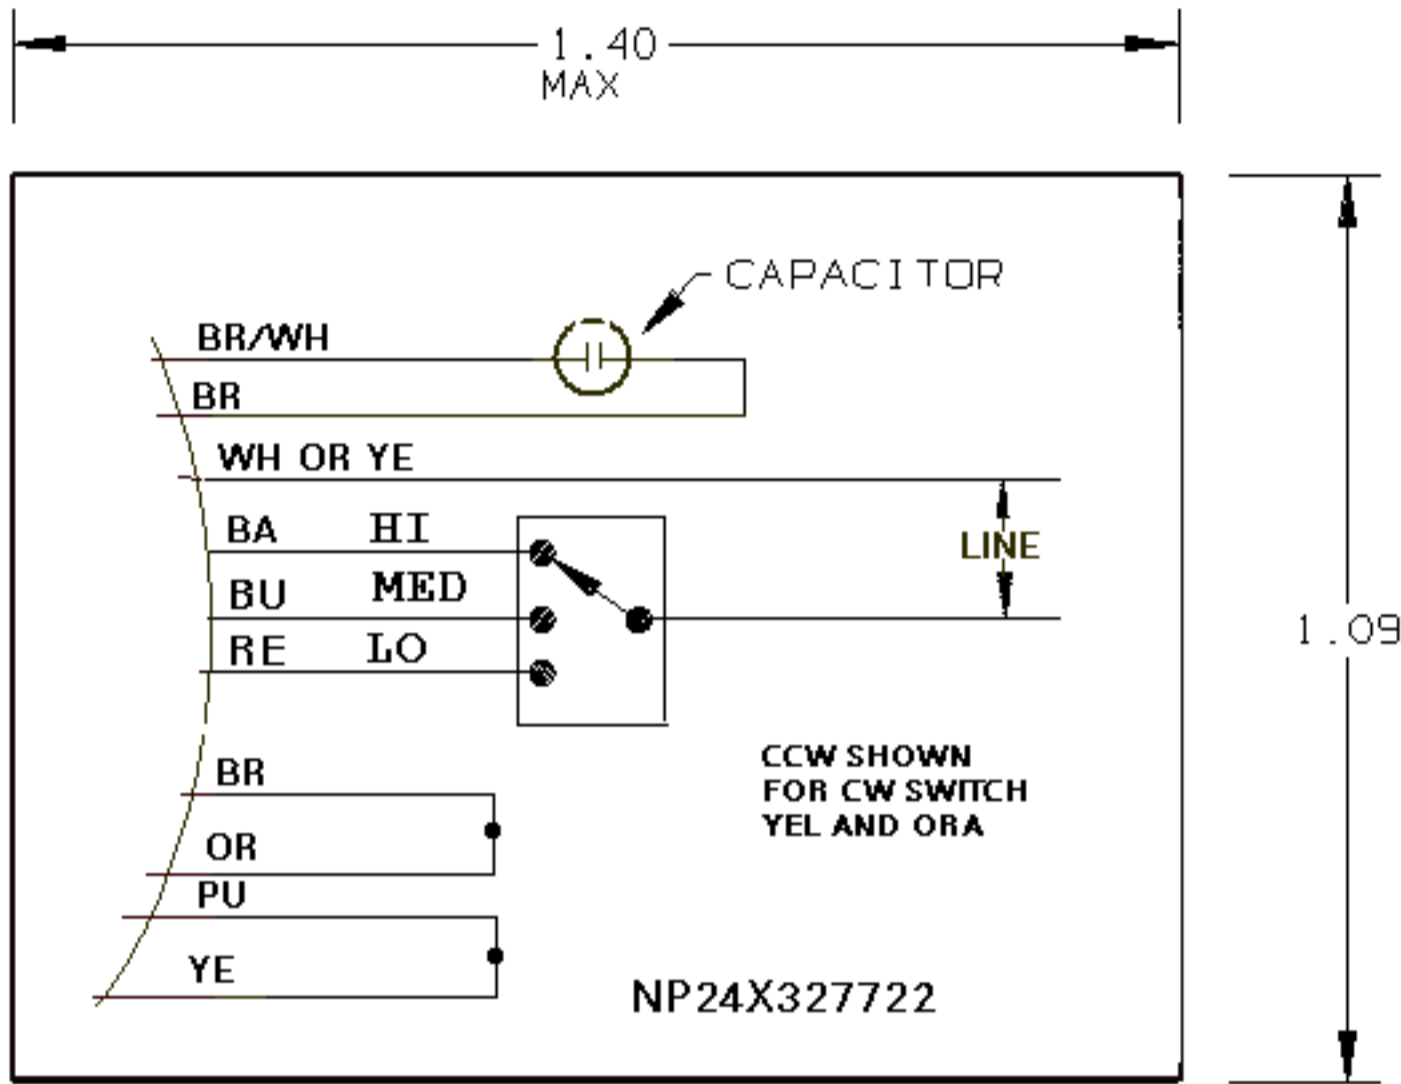 1.40
MAX
CAPACITOR
BR/WH
BR
WH OR YE
BA HI
LINE
BU MED
RE LO
1.09
CCW SHOWN
FOR CW SWITCH
YEL AND ORA
BR
OR
PU
YE
NP24X327722